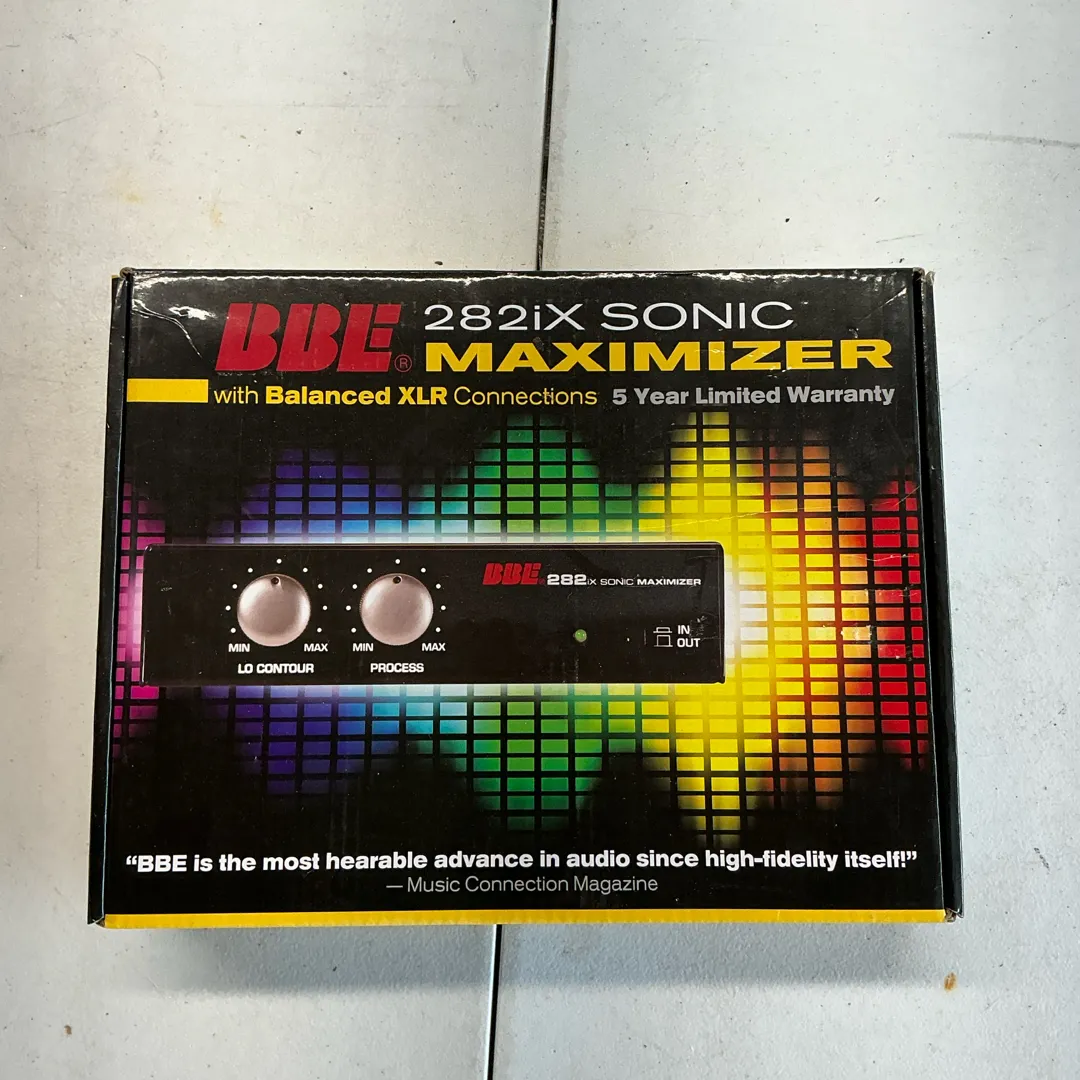 BBE® 282iX SONIC
MAXIMIZER
with Balanced XLR Connections 5 Year Limited Warranty
BBE® 282iX SONIC MAXIMIZER
IN
OUT
MIN MAX MIN MAX
LO CONTOUR PROCESS
“BBE is the most hearable advance in audio since high-fidelity itself!”
— Music Connection Magazine